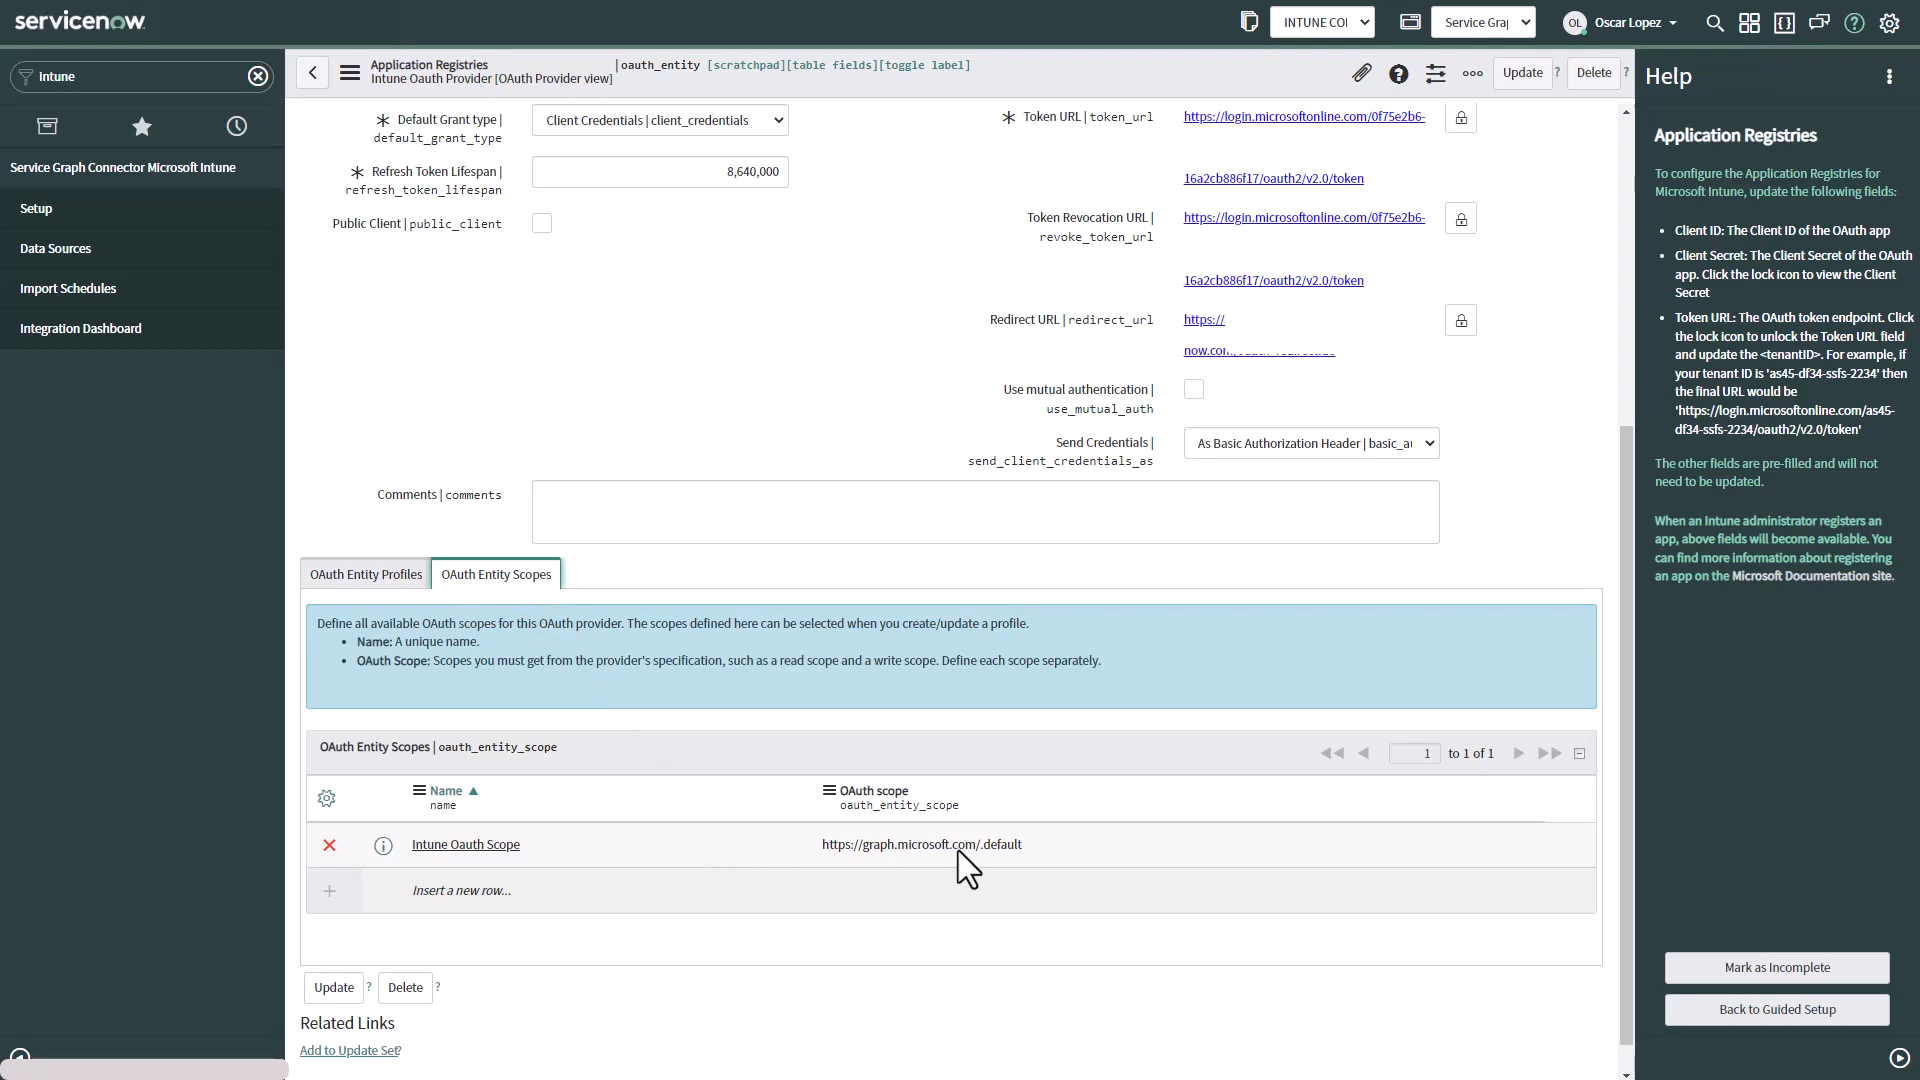 servicenow
INTUNE COI
Service Graj
OL
Oscar Lopez
intune
Application Registries
Intune Oauth Provider [OAuth Provider view]
|oauth_entity [scratchpad][table fields][toggle label]
Update
?
Delete
?
Service Graph Connector Microsoft Intune
Setup
Data Sources
Import Schedules
Integration Dashboard
Default Grant type |
default_grant_type
Client Credentials | client_credentials
Refresh Token Lifespan |
refresh_token_lifespan
8,640,000
Public Client | public_client
Token URL | token_url
https://login.microsoftonline.com/0f75e2b6-
16a2cb886f17/oauth2/v2.0/token
Token Revocation URL |
revoke_token_url
https://login.microsoftonline.com/0f75e2b6-
16a2cb886f17/oauth2/v2.0/token
Redirect URL | redirect_url
https://
now.com
Use mutual authentication |
use_mutual_auth
Send Credentials |
send_client_credentials_as
As Basic Authorization Header | basic_au
Comments | comments
OAuth Entity Profiles
OAuth Entity Scopes
Define all available OAuth scopes for this OAuth provider. The scopes defined here can be selected when you create/update a profile.
• Name: A unique name.
• OAuth Scope: Scopes you must get from the provider's specification, such as a read scope and a write scope. Define each scope separately.
OAuth Entity Scopes | oauth_entity_scope
1 to 1 of 1
Name
name
OAuth scope
oauth_entity_scope
Intune Oauth Scope
https://graph.microsoft.com/.default
Insert a new row...
Update
?
Delete
?
Related Links
Add to Update Set?
Help
Application Registries
To configure the Application Registries for
Microsoft Intune, update the following fields:
• Client ID: The Client ID of the OAuth app
• Client Secret: The Client Secret of the OAuth
app. Click the lock icon to view the Client
Secret
• Token URL: The OAuth token endpoint. Click
the lock icon to unlock the Token URL field
and update the <tenantID>. For example, if
your tenant ID is 'as45-df34-ssfs-2234' then
the final URL would be
'https://login.microsoftonline.com/as45-
df34-ssfs-2234/oauth2/v2.0/token'
The other fields are pre-filled and will not
need to be updated.
When an Intune administrator registers an
app, above fields will become available. You
can find more information about registering
an app on the Microsoft Documentation site.
Mark as Incomplete
Back to Guided Setup